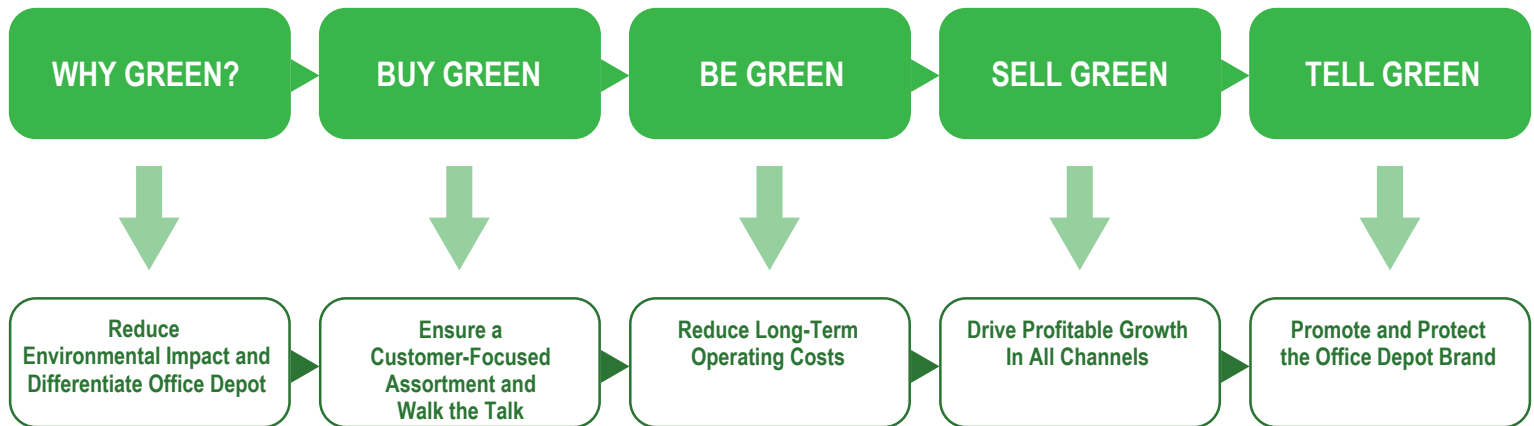 WHY GREEN?
BUY GREEN
BE GREEN
SELL GREEN
TELL GREEN
Reduce
Environmental Impact and
Differentiate Office Depot
Ensure a
Customer-Focused
Assortment and
Walk the Talk
Reduce Long-Term
Operating Costs
Drive Profitable Growth
In All Channels
Promote and Protect
the Office Depot Brand